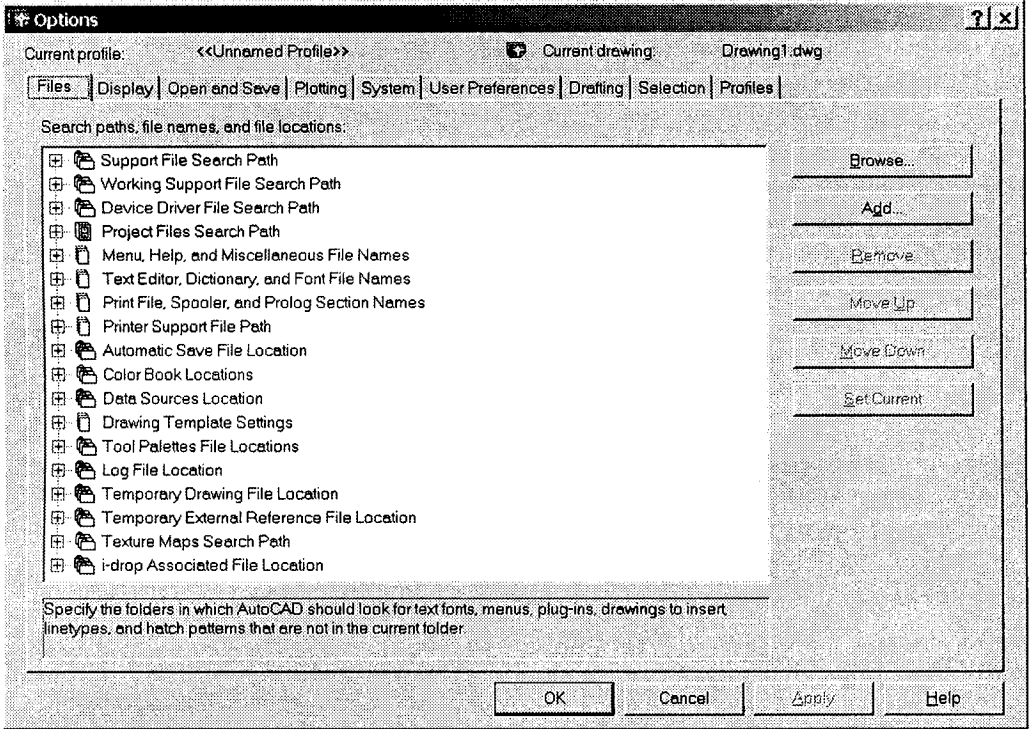 Options
Current profile: <<Unnamed Profile>> Current drawing: Drawing1.dwg
Files Display Open and Save Plotting System User Preferences Drafting Selection Profiles
Search paths, file names, and file locations:
Support File Search Path
Working Support File Search Path
Device Driver File Search Path
Project Files Search Path
Menu, Help, and Miscellaneous File Names
Text Editor, Dictionary, and Font File Names
Print File, Spooler, and Prolog Section Names
Printer Support File Path
Automatic Save File Location
Color Book Locations
Data Sources Location
Drawing Template Settings
Tool Palettes File Locations
Log File Location
Temporary Drawing File Location
Temporary External Reference File Location
Texture Maps Search Path
i-drop Associated File Location
Browse...
Add...
Remove
Move Up
Move Down
Set Current
Specify the folders in which AutoCAD should look for text fonts, menus, plug-ins, drawings to insert,
linetypes, and hatch patterns that are not in the current folder.
OK Cancel Apply Help